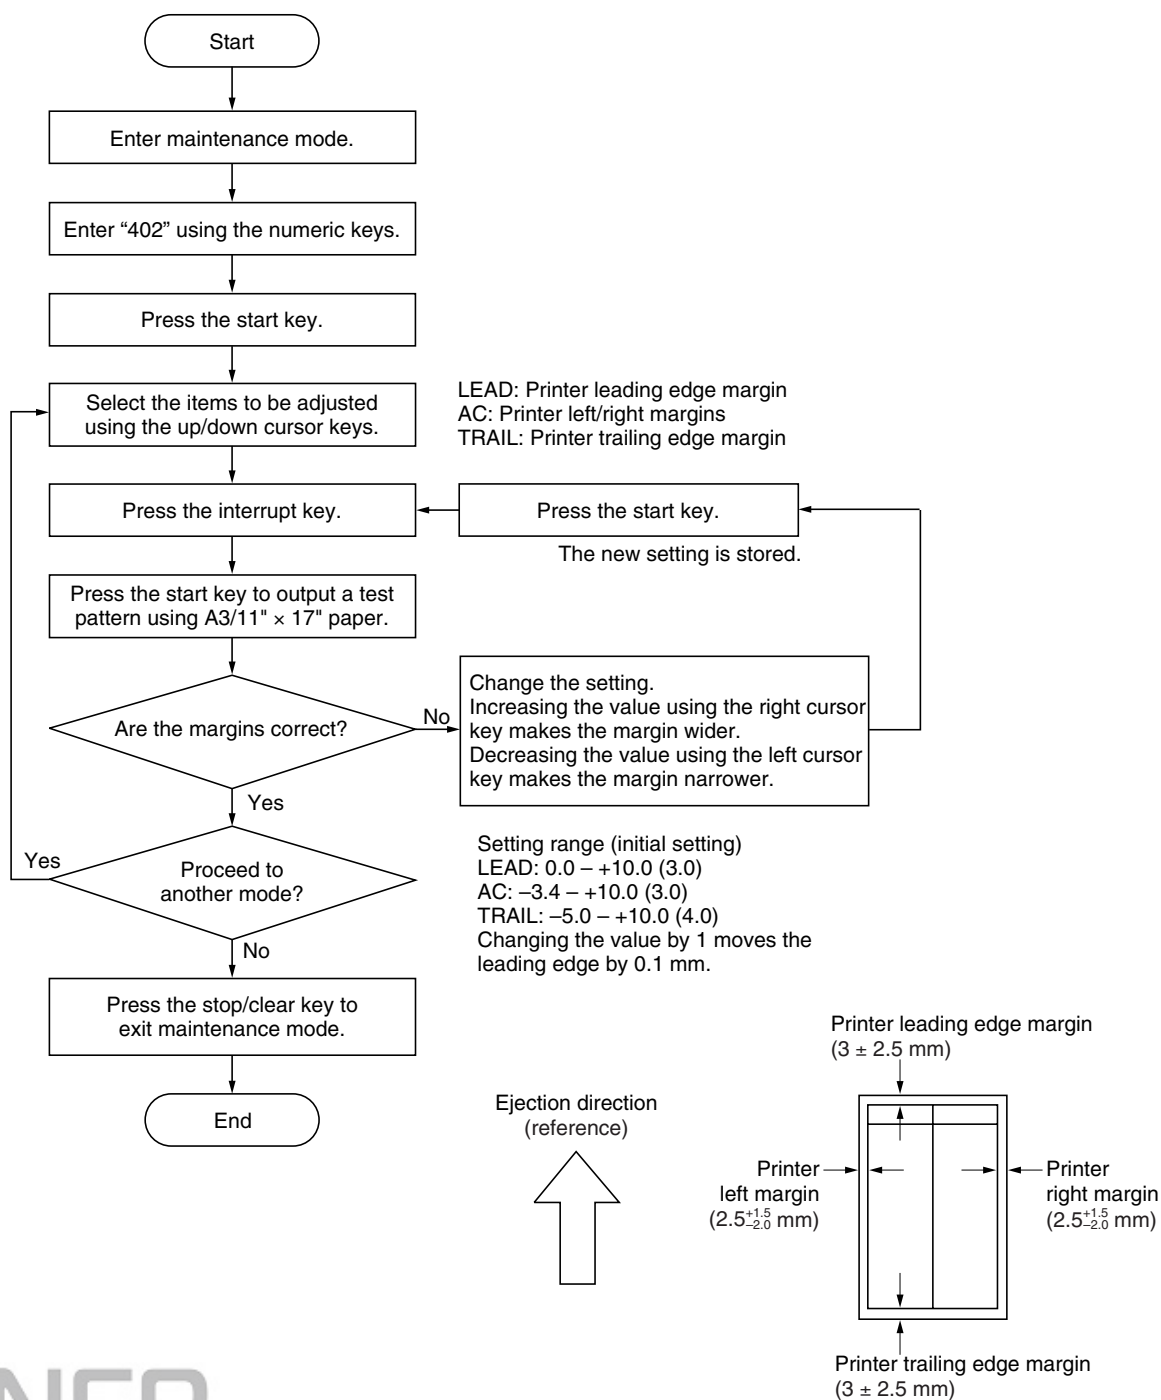 Start
Enter maintenance mode.
Enter “402” using the numeric keys.
Press the start key.
Select the items to be adjusted
using the up/down cursor keys.
LEAD: Printer leading edge margin
AC: Printer left/right margins
TRAIL: Printer trailing edge margin
Press the interrupt key.
Press the start key.
The new setting is stored.
Press the start key to output a test
pattern using A3/11" × 17" paper.
Are the margins correct?
No
Change the setting.
Increasing the value using the right cursor
key makes the margin wider.
Decreasing the value using the left cursor
key makes the margin narrower.
Yes
Yes
Proceed to
another mode?
Setting range (initial setting)
LEAD: 0.0 – +10.0 (3.0)
AC: –3.4 – +10.0 (3.0)
TRAIL: –5.0 – +10.0 (4.0)
Changing the value by 1 moves the
leading edge by 0.1 mm.
No
Press the stop/clear key to
exit maintenance mode.
End
Ejection direction
(reference)
Printer leading edge margin
(3 ± 2.5 mm)
Printer
left margin
(2.5 +1.5 –2.0 mm)
Printer
right margin
(2.5 +1.5 –2.0 mm)
Printer trailing edge margin
(3 ± 2.5 mm)